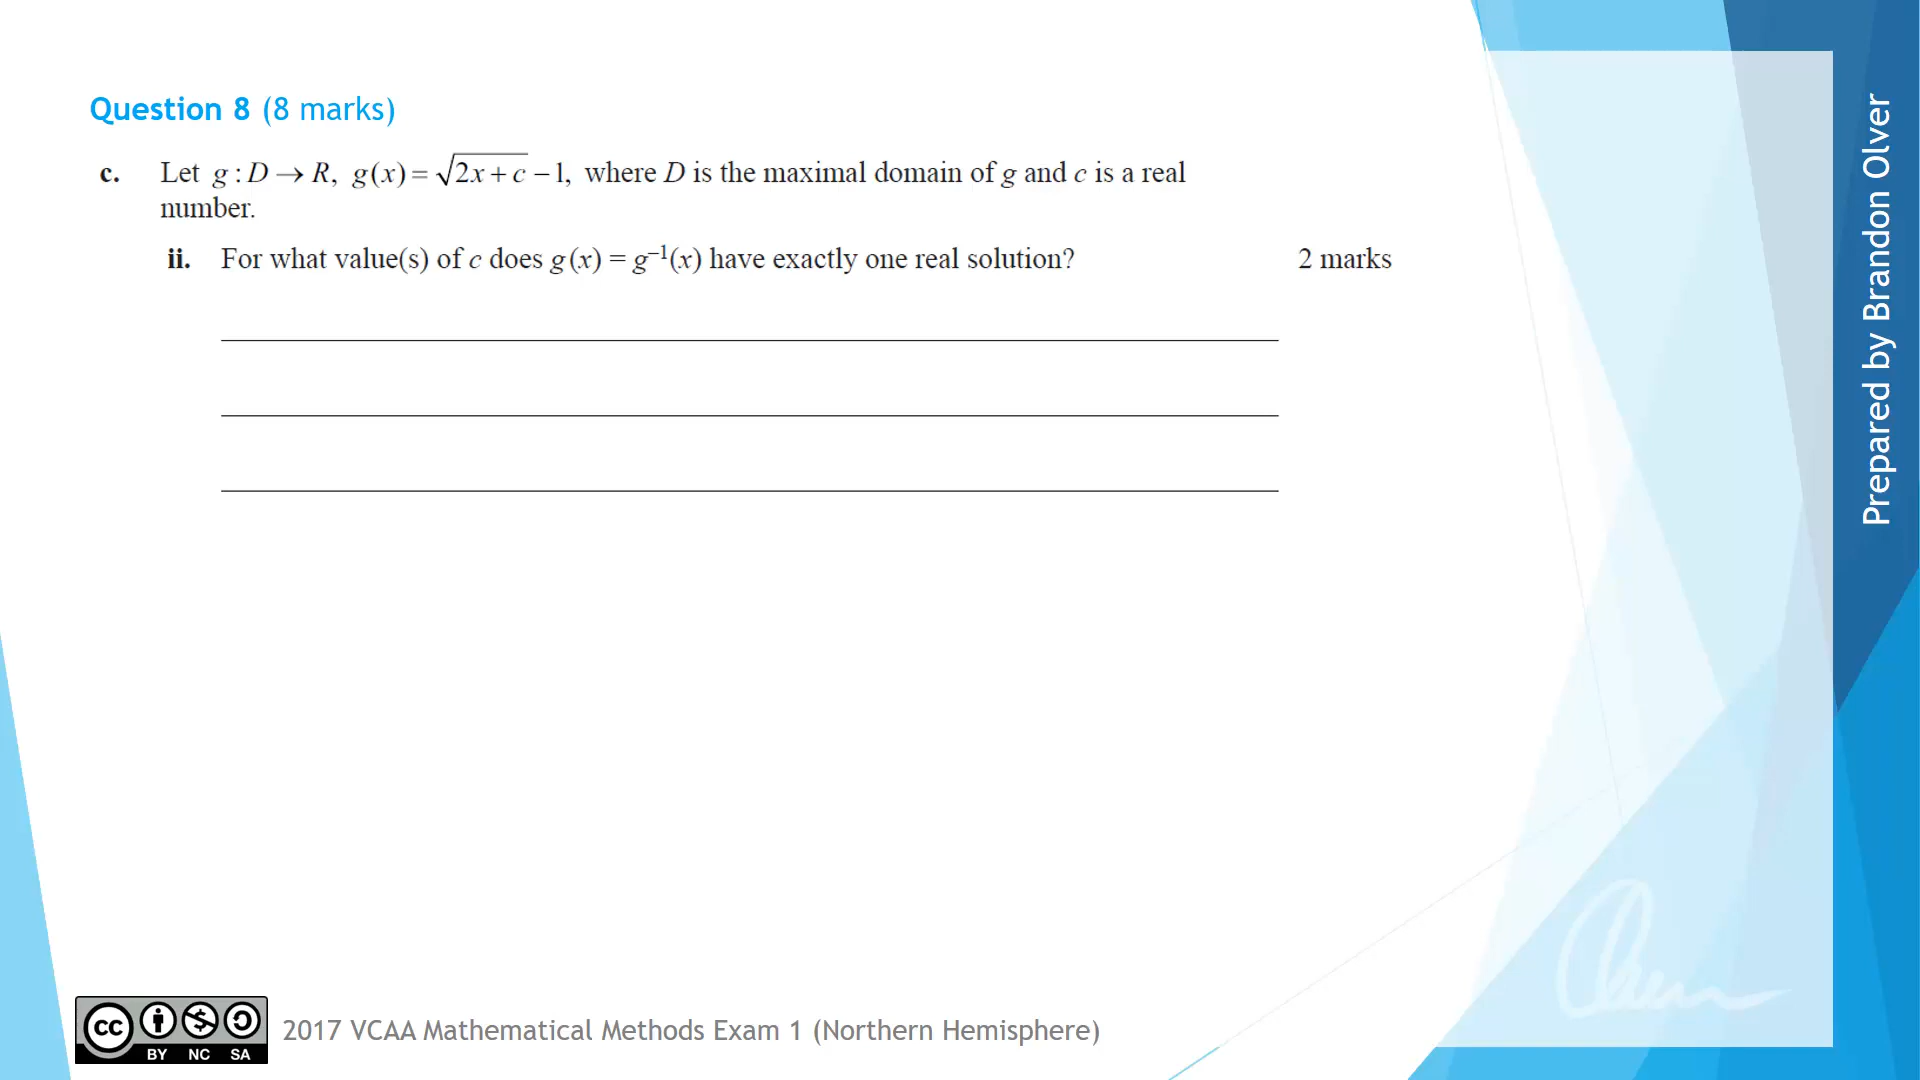 Question 8 (8 marks)
c. Let g : D → R, g(x) = √(2x + c) − 1, where D is the maximal domain of g and c is a real
number.
ii. For what value(s) of c does g(x) = g⁻¹(x) have exactly one real solution? 2 marks
Prepared by Brandon Olver
cc BY NC SA
2017 VCAA Mathematical Methods Exam 1 (Northern Hemisphere)